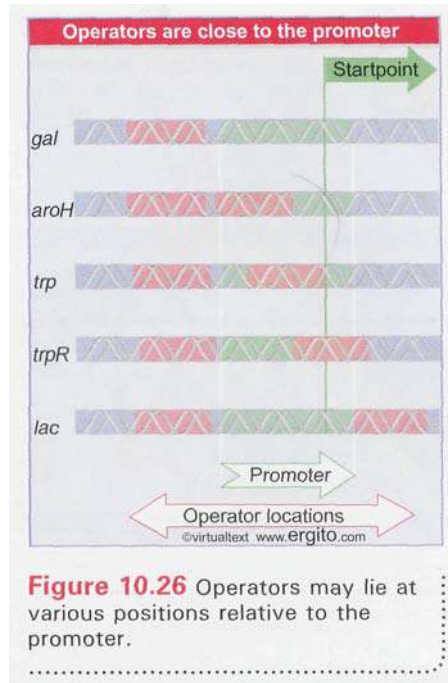 Operators are close to the promoter
Startpoint
gal
aroH
trp
trpR
lac
Promoter
Operator locations
©virtualtext www.ergito.com
Figure 10.26 Operators may lie at
various positions relative to the
promoter.